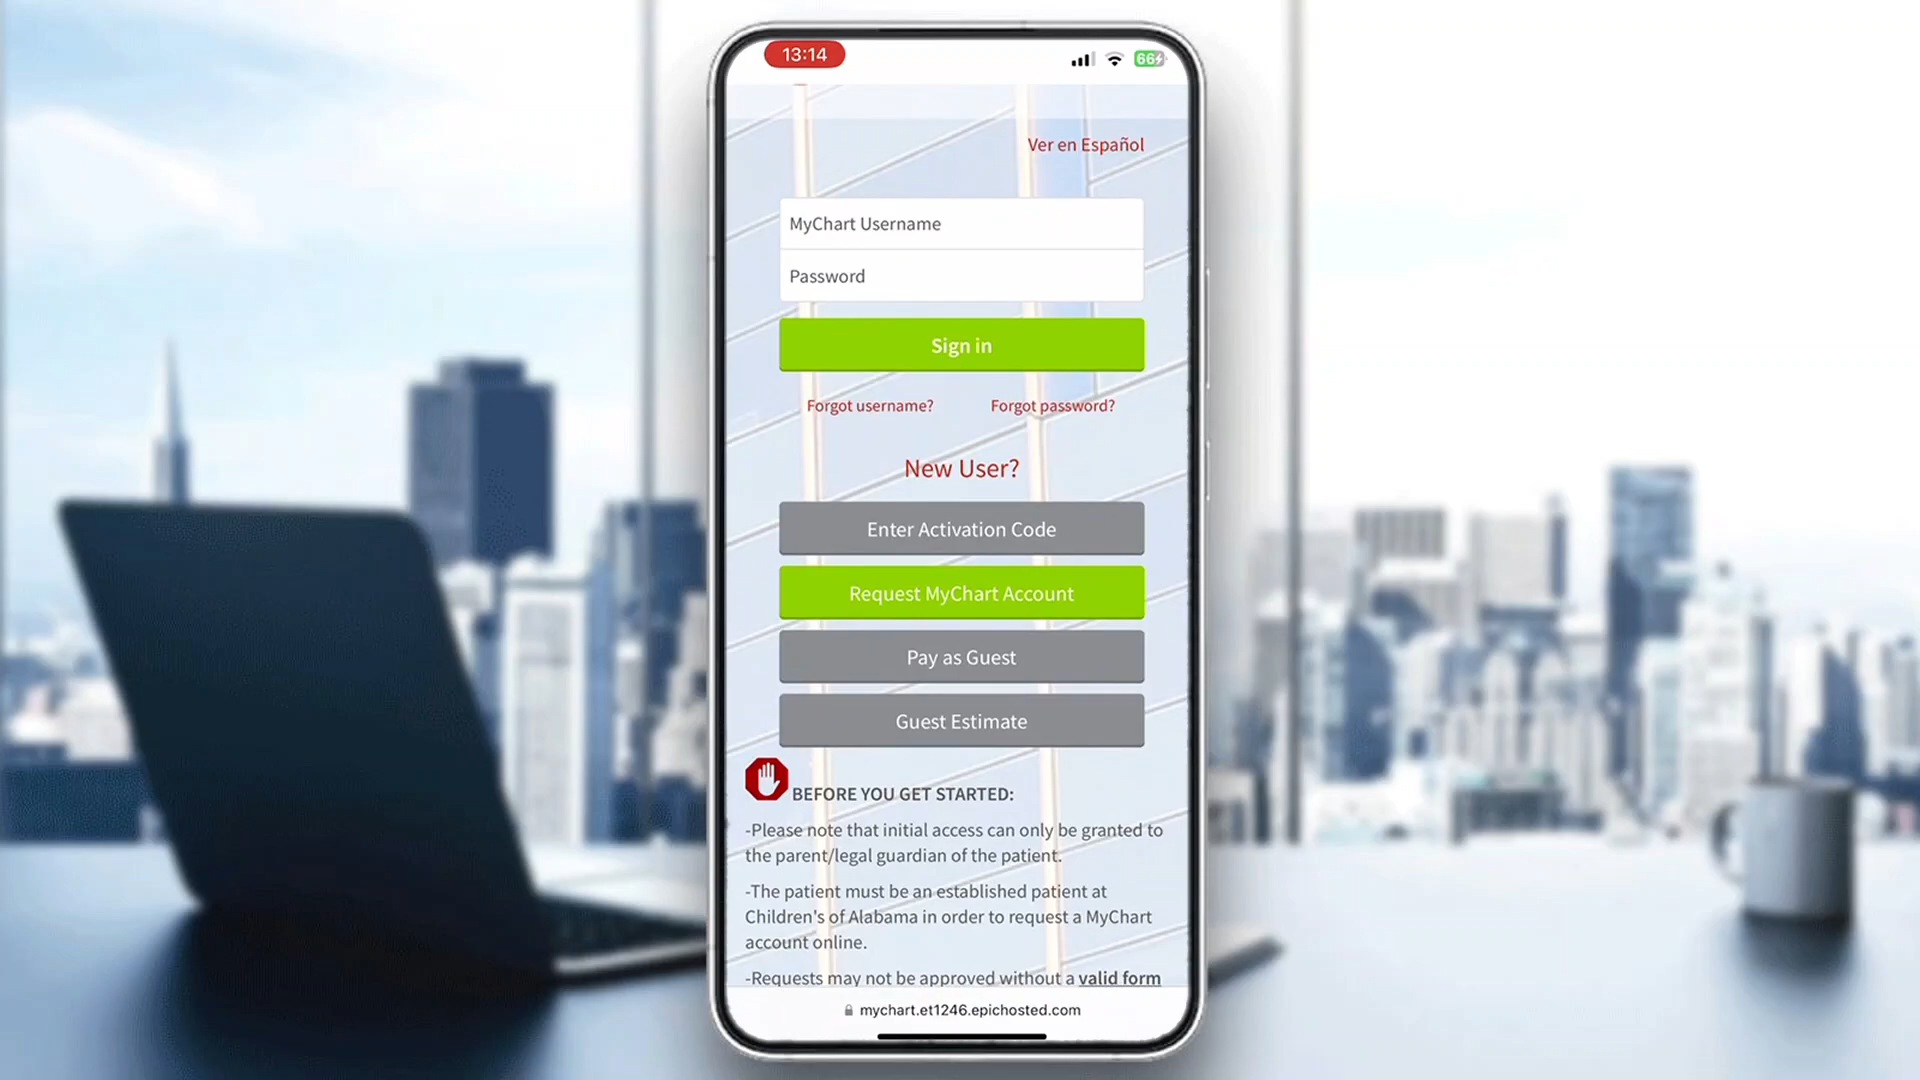 13:14
66
Ver en Español
MyChart Username
Password
Sign in
Forgot username? Forgot password?
New User?
Enter Activation Code
Request MyChart Account
Pay as Guest
Guest Estimate
BEFORE YOU GET STARTED:
-Please note that initial access can only be granted to
the parent/legal guardian of the patient.
-The patient must be an established patient at
Children's of Alabama in order to request a MyChart
account online.
-Requests may not be approved without a valid form
mychart.et1246.epichosted.com